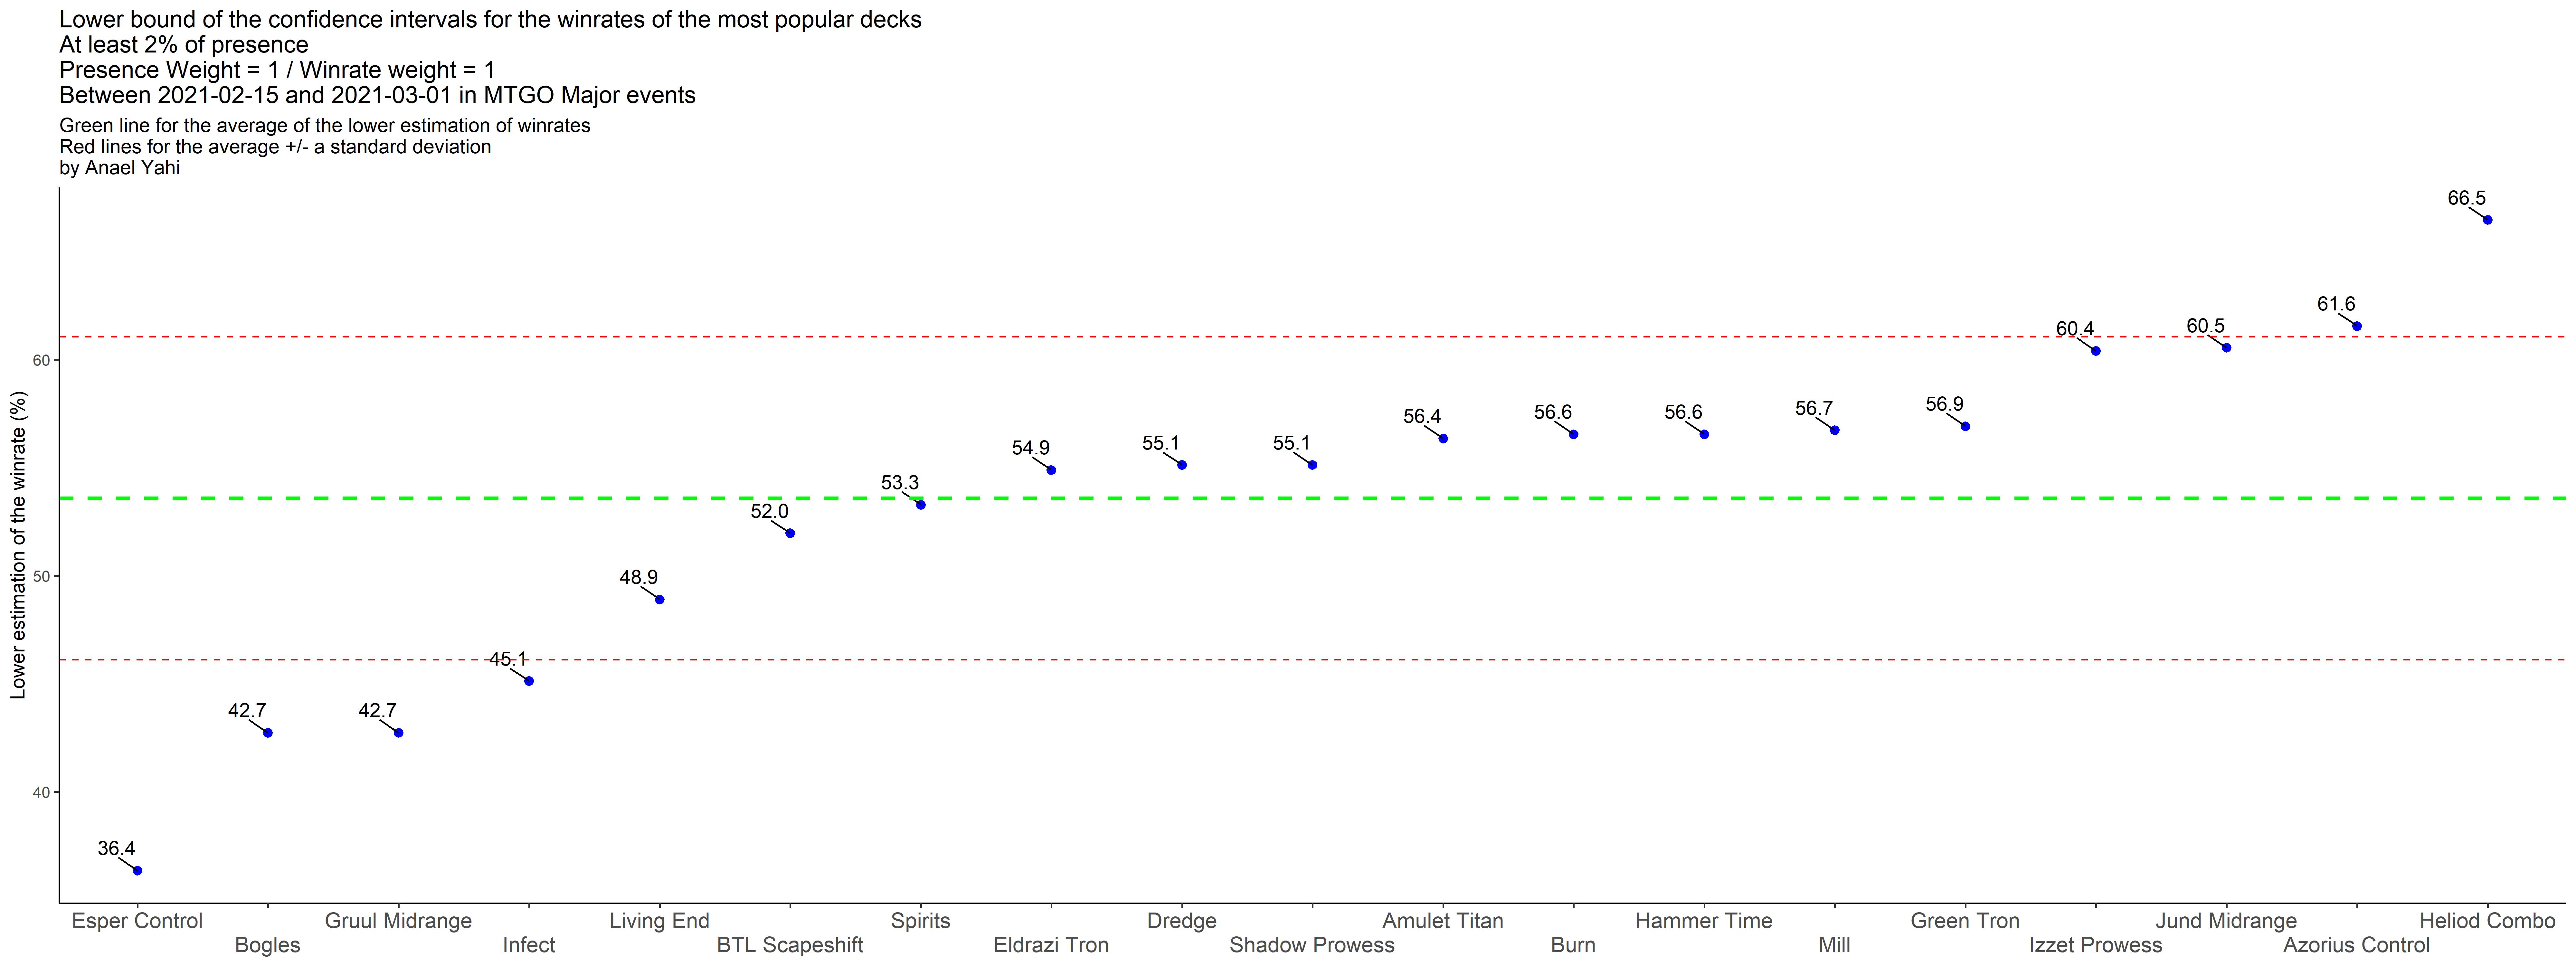 Lower bound of the confidence intervals for the winrates of the most popular decks
At least 2% of presence
Presence Weight = 1 / Winrate weight = 1
Between 2021-02-15 and 2021-03-01 in MTGO Major events
Green line for the average of the lower estimation of winrates
Red lines for the average +/- a standard deviation
by Anael Yahi
Lower estimation of the winrate (%)
60
50
40
36.4
42.7
42.7
45.1
48.9
52.0
53.3
54.9
55.1
55.1
56.4
56.6
56.6
56.7
56.9
60.4
60.5
61.6
66.5
Esper Control
Bogles
Gruul Midrange
Infect
Living End
BTL Scapeshift
Spirits
Eldrazi Tron
Dredge
Shadow Prowess
Amulet Titan
Burn
Hammer Time
Mill
Green Tron
Izzet Prowess
Jund Midrange
Azorius Control
Heliod Combo